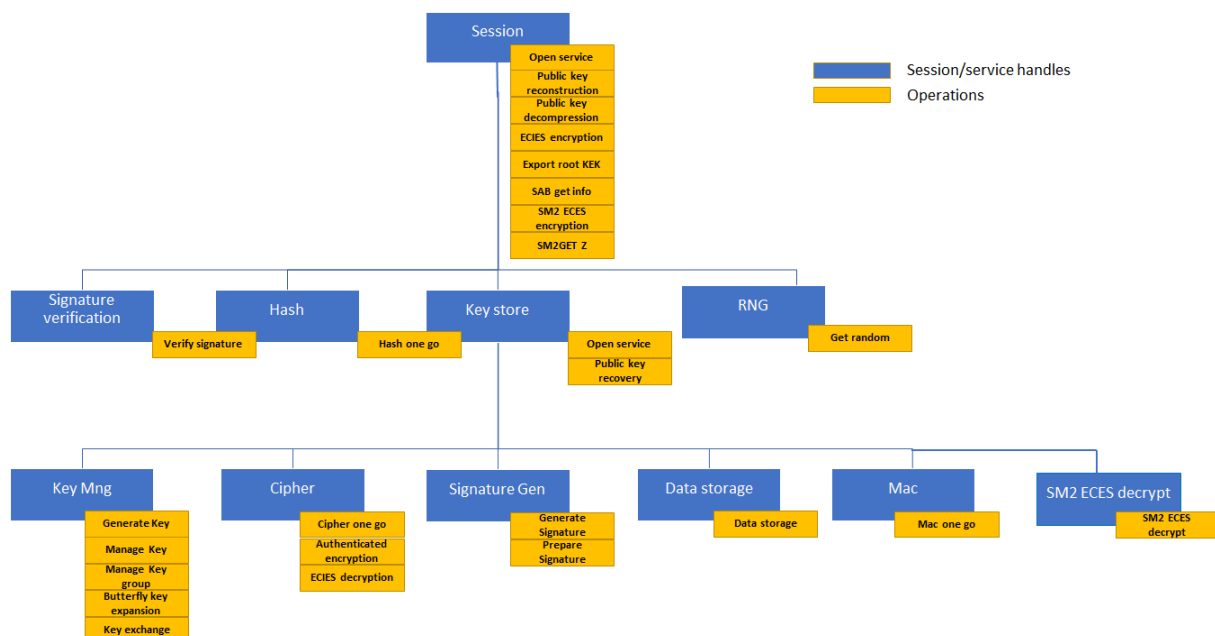 Session
Open service
Public key
reconstruction
Public key
decompression
ECIES encryption
Export root KEK
SAB get info
SM2 ECES
encryption
SM2GET Z
Session/service handles
Operations
Signature
verification
Verify signature
Hash
Hash one go
Key store
Open service
Public key
recovery
RNG
Get random
Key Mng
Generate Key
Manage Key
Manage Key
group
Butterfly key
expansion
Key exchange
Cipher
Cipher one go
Authenticated
encryption
ECIES decryption
Signature Gen
Generate
Signature
Prepare
Signature
Data storage
Data storage
Mac
Mac one go
SM2 ECES decrypt
SM2 ECES
decrypt